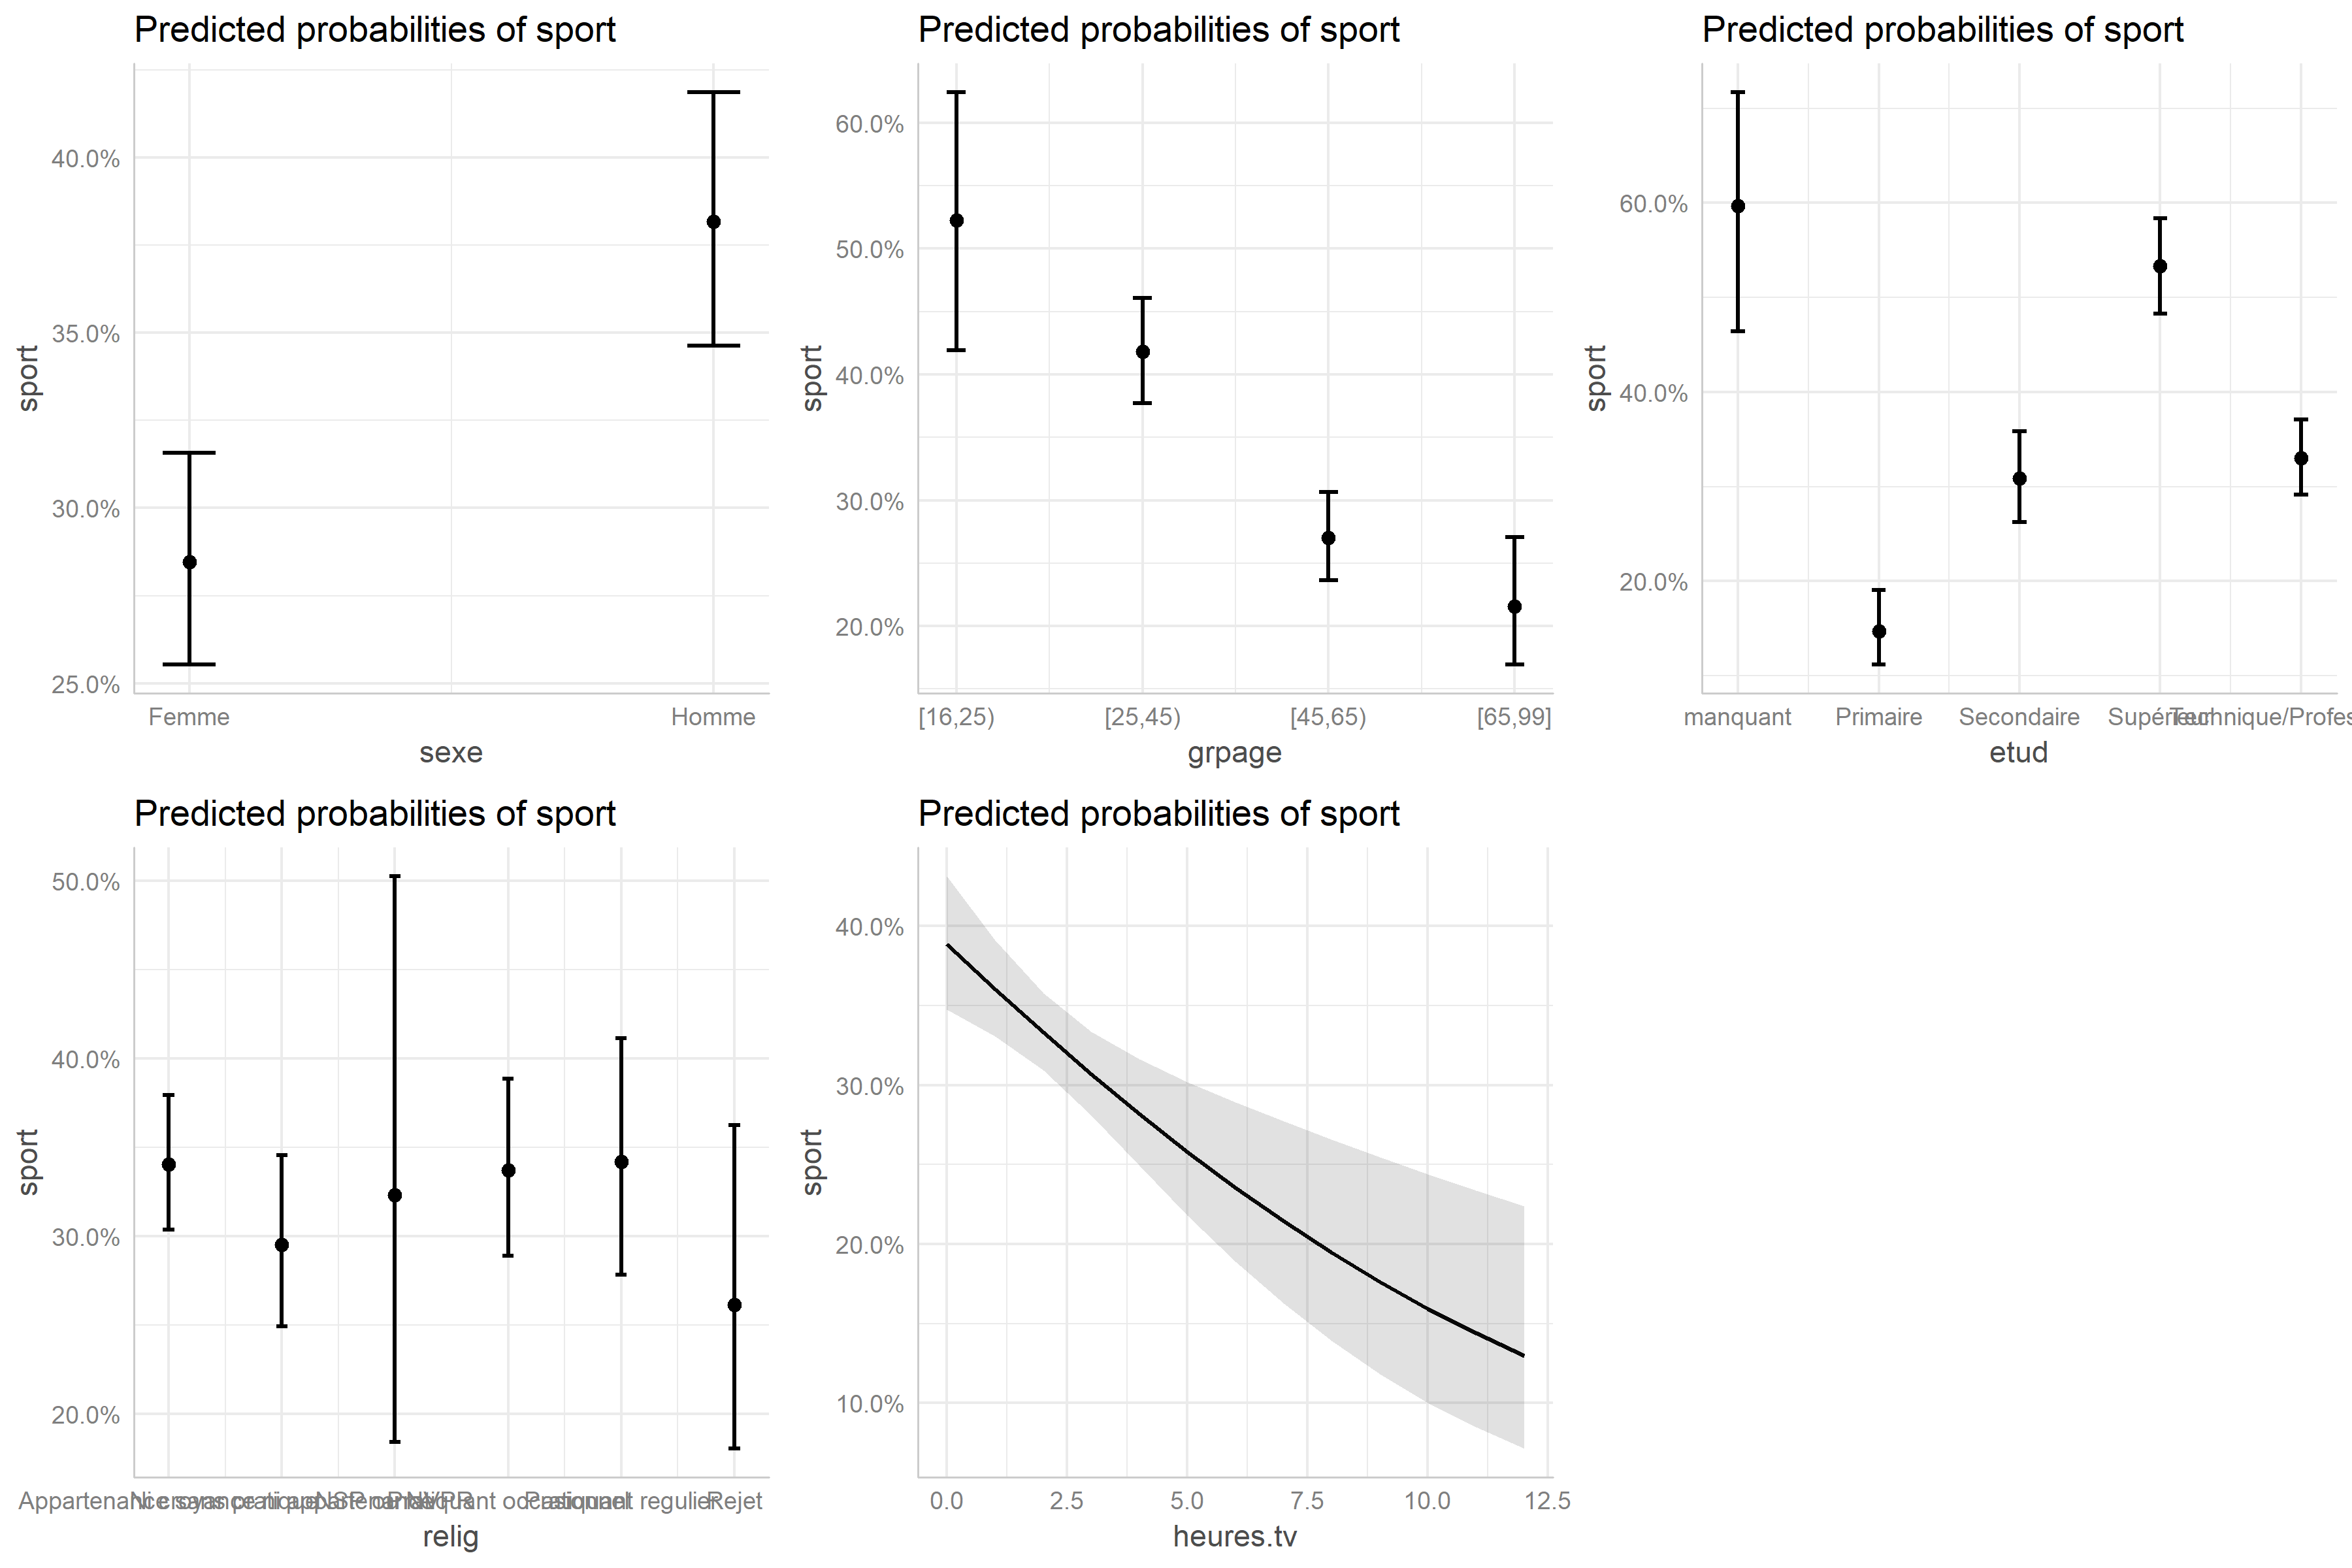 Predicted probabilities of sport
40.0%
35.0%
30.0%
25.0%
sport
Femme
Homme
sexe
Predicted probabilities of sport
60.0%
50.0%
40.0%
30.0%
20.0%
sport
[16,25)
[25,45)
[45,65)
[65,99]
grpage
Predicted probabilities of sport
60.0%
40.0%
20.0%
sport
manquant
Primaire
Secondaire
Supérieur
Technique/Profes
etud
Predicted probabilities of sport
50.0%
40.0%
30.0%
20.0%
sport
Rejet
relig
Predicted probabilities of sport
40.0%
30.0%
20.0%
10.0%
sport
0.0
2.5
5.0
7.5
10.0
12.5
heures.tv